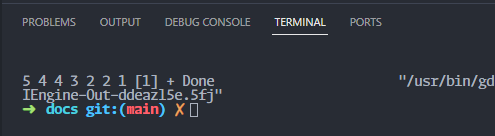 PROBLEMS OUTPUT DEBUG CONSOLE TERMINAL PORTS
5 4 4 3 2 2 1 [1] + Done "/usr/bin/gd
IEngine-Out-ddeazl5e.5fj"
➜ docs git:(main) ✗